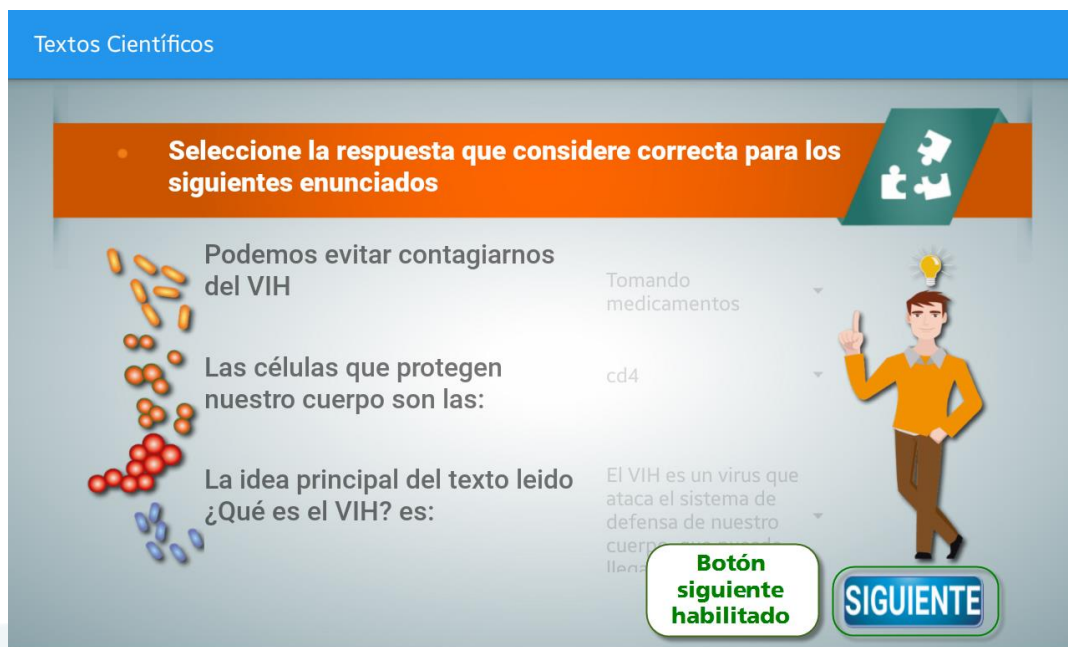 Textos Científicos
Seleccione la respuesta que considere correcta para los
siguientes enunciados
Podemos evitar contagiarnos
del VIH
Tomando
medicamentos
Las células que protegen
nuestro cuerpo son las:
cd4
La idea principal del texto leido
¿Qué es el VIH? es:
El VIH es un virus que
ataca el sistema de
defensa de nuestro
Botón
siguiente
habilitado
SIGUIENTE